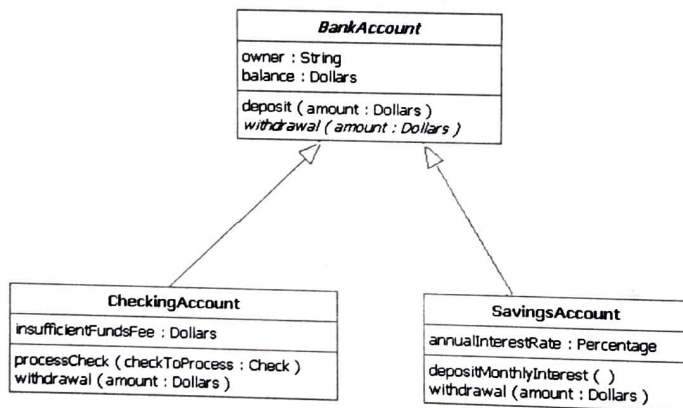 BankAccount
owner : String
balance : Dollars
deposit ( amount : Dollars )
withdrawal ( amount : Dollars )
CheckingAccount
insufficientFundsFee : Dollars
processCheck ( checkToProcess : Check )
withdrawal ( amount : Dollars )
SavingsAccount
annualInterestRate : Percentage
depositMonthlyInterest ( )
withdrawal ( amount : Dollars )